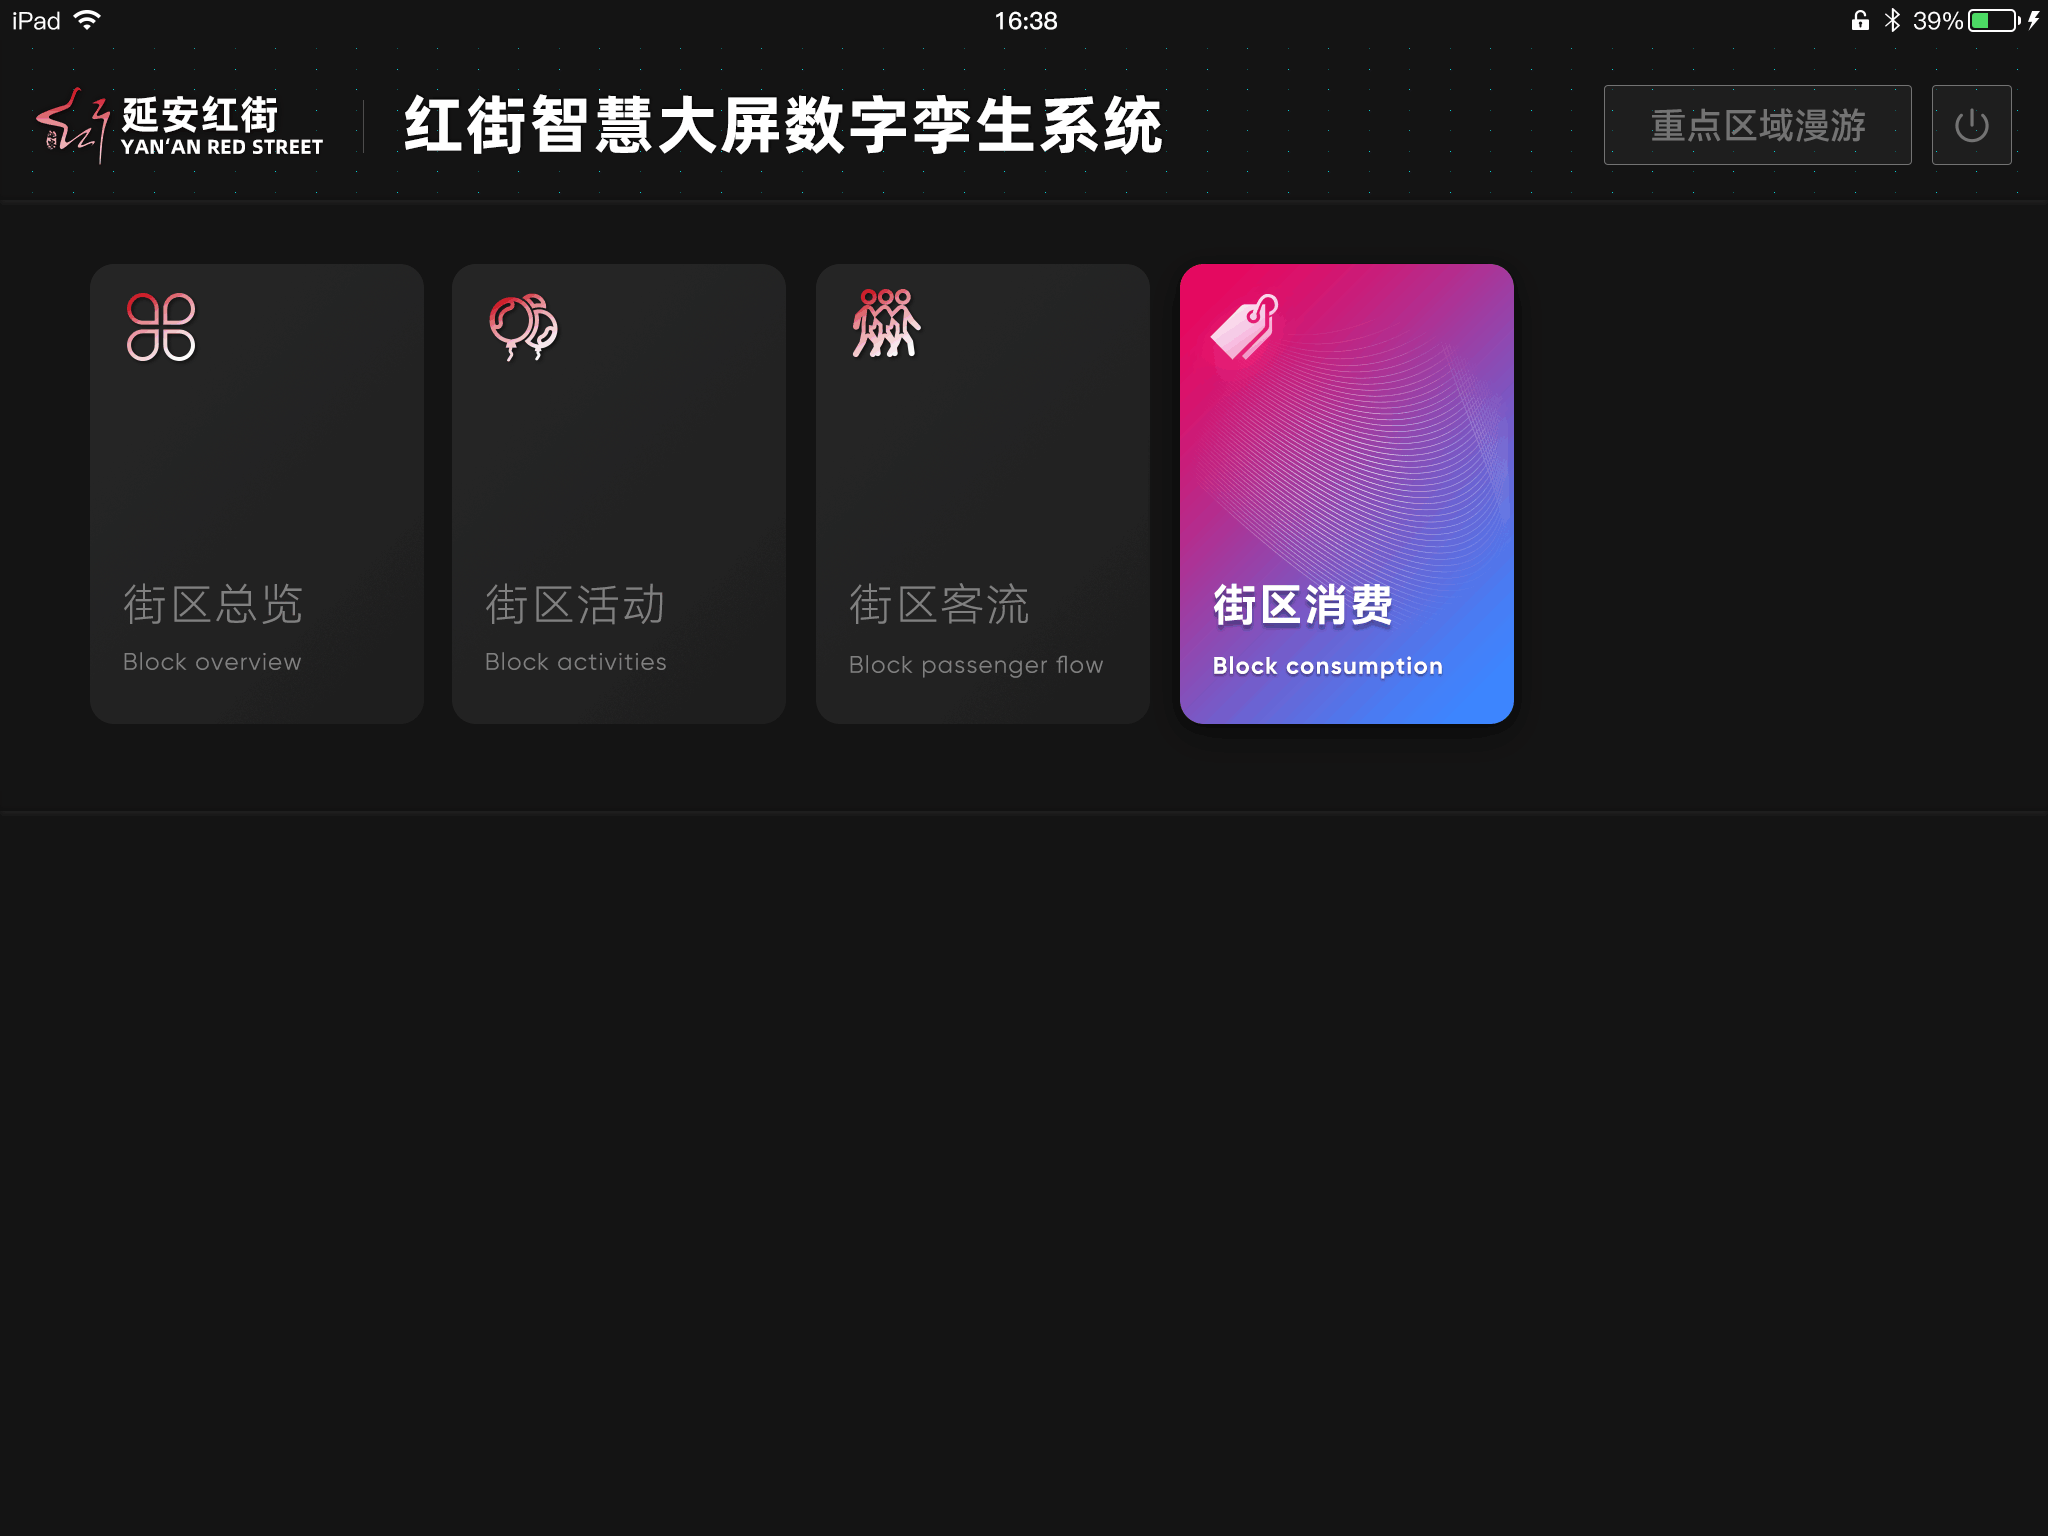 iPad
16:38
39%
延安红街
YAN'AN RED STREET
红街智慧大屏数字孪生系统
重点区域漫游
街区总览
Block overview
街区活动
Block activities
街区客流
Block passenger flow
街区消费
Block consumption